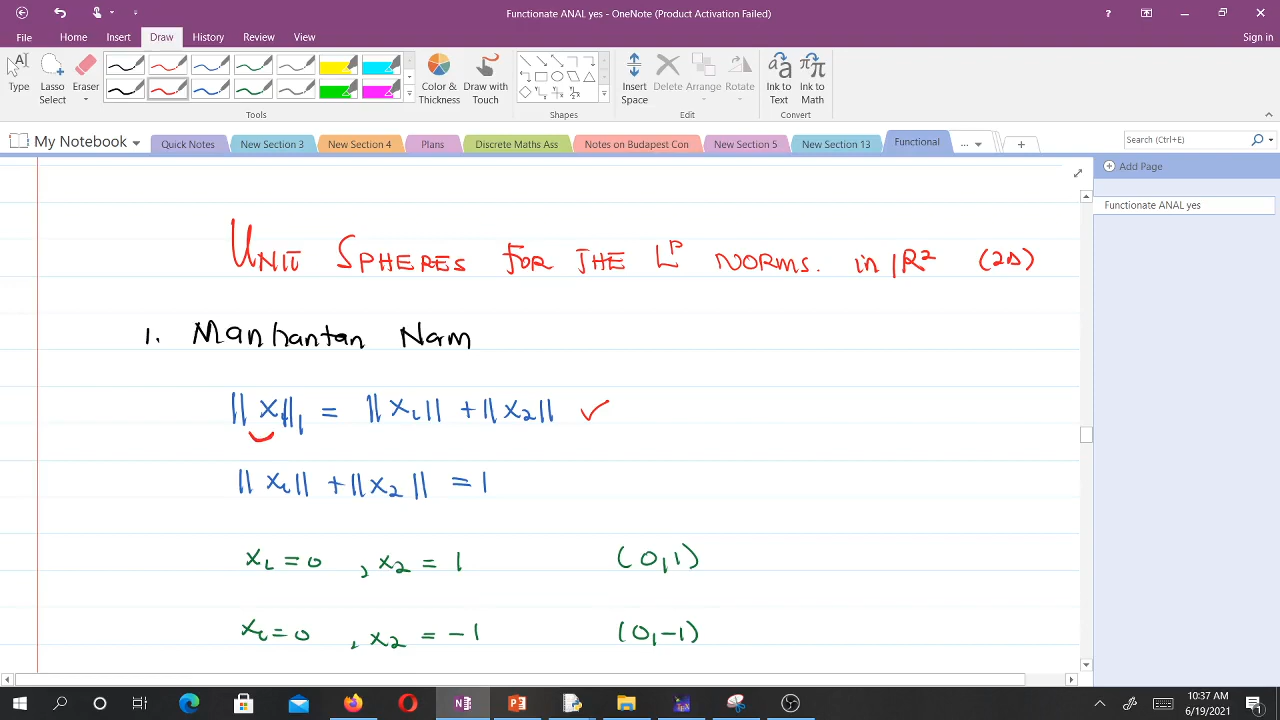 Functionate ANAL yes - OneNote (Product Activation Failed)
File Home Insert Draw History Review View
Sign in
Type
Lasso Select
Eraser
Color & Thickness
Draw with Touch
Insert Space
Delete
Arrange
Rotate
Ink to Text
Ink to Math
Tools
Shapes
Edit
Convert
My Notebook
Quick Notes
New Section 3
New Section 4
Plans
Discrete Maths Ass
Notes on Budapest Con
New Section 5
New Section 13
Functional
...
Search (Ctrl+E)
Add Page
Functionate ANAL yes
UNIT SPHERES FOR THE L^P NORMS. in IR² (2D)
1. Manhantan Nam
||x||₁ = ||x₁|| + ||x₂|| ✓
||x₁|| + ||x₂|| = 1
x₁ = 0 , x₂ = 1 (0,1)
x₁ = 0 , x₂ = -1 (0,-1)
10:37 AM
6/19/2021